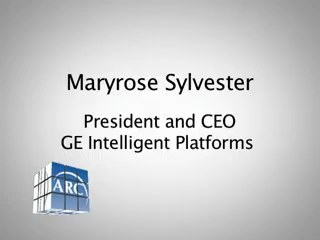 Maryrose Sylvester
President and CEO
GE Intelligent Platforms
ARC